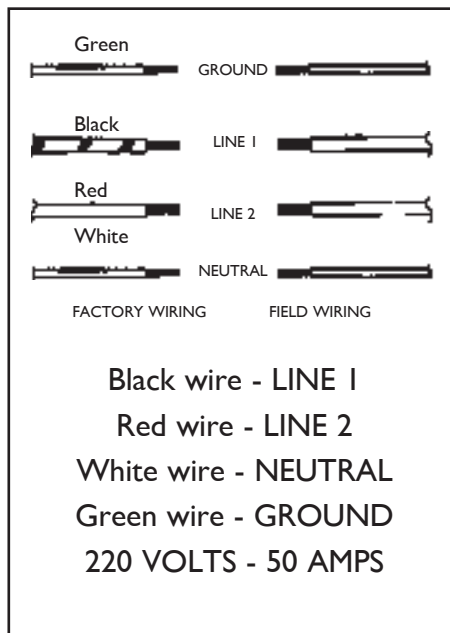 Green
GROUND
Black
LINE 1
Red
LINE 2
White
NEUTRAL
FACTORY WIRING FIELD WIRING
Black wire - LINE 1
Red wire - LINE 2
White wire - NEUTRAL
Green wire - GROUND
220 VOLTS - 50 AMPS